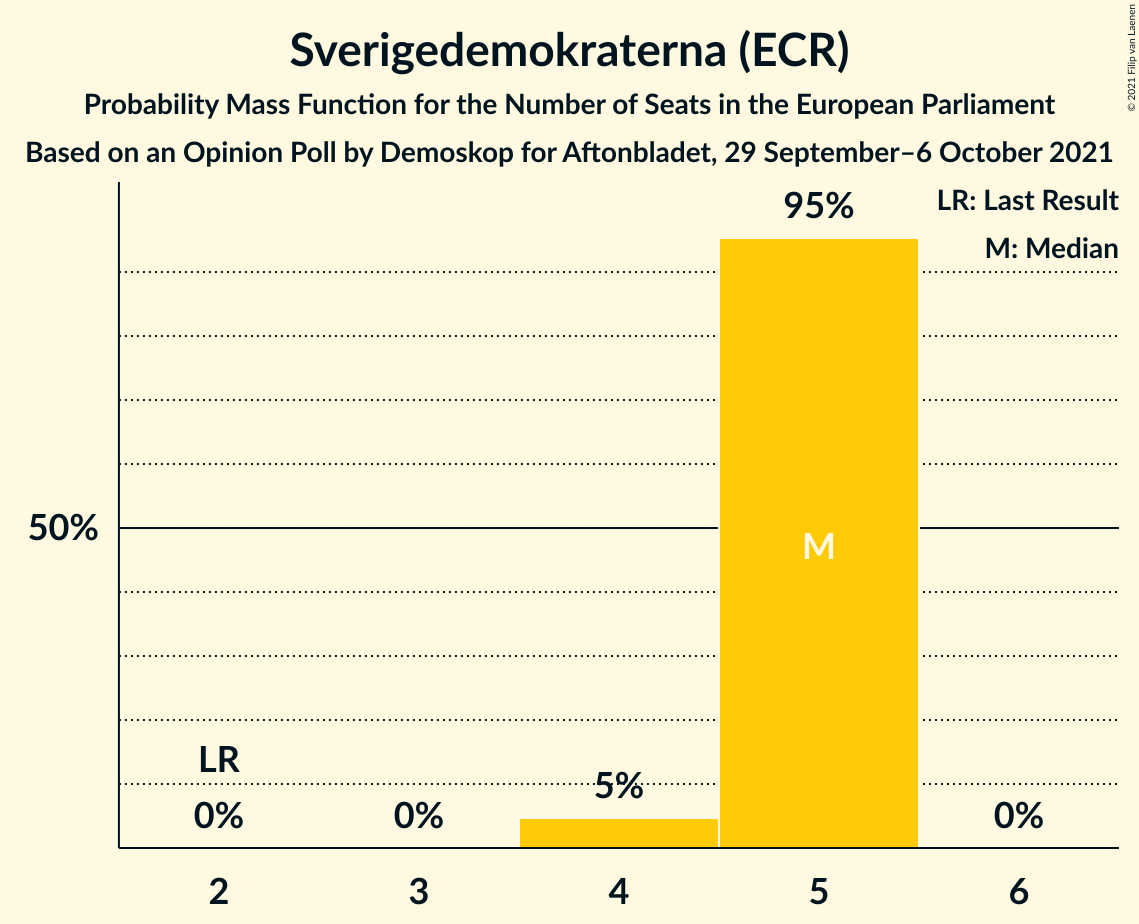 Sverigedemokraterna (ECR)
Probability Mass Function for the Number of Seats in the European Parliament
Based on an Opinion Poll by Demoskop for Aftonbladet, 29 September–6 October 2021
© 2021 Filip van Laenen
LR: Last Result
M: Median
95%
50%
M
LR
0%
0%
5%
0%
2
3
4
5
6